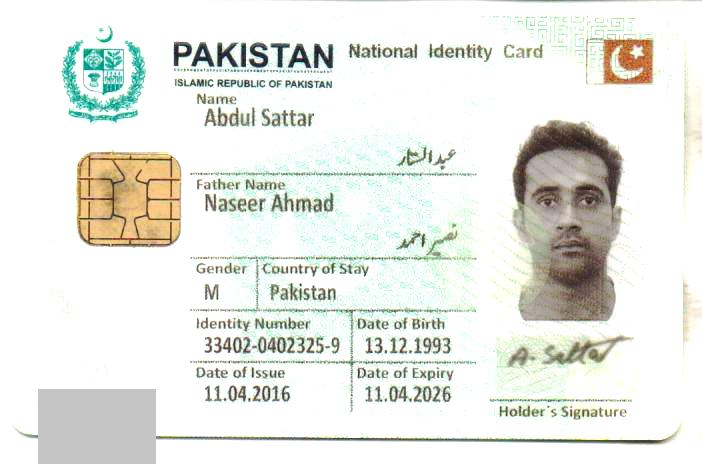 PAKISTAN National Identity Card
ISLAMIC REPUBLIC OF PAKISTAN
Name
Abdul Sattar
عبدالستار
Father Name
Naseer Ahmad
نصیر احمد
Gender Country of Stay
M Pakistan
Identity Number Date of Birth
33402-0402325-9 13.12.1993
Date of Issue Date of Expiry
11.04.2016 11.04.2026
A. Sattar
Holder's Signature